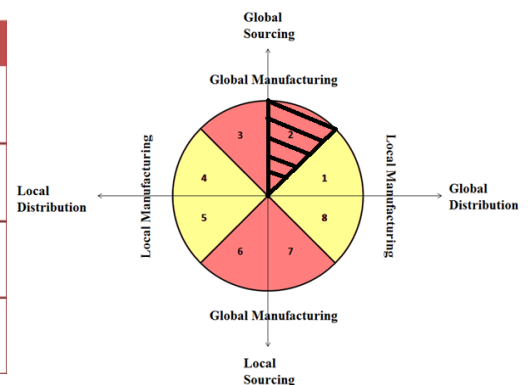 Global
Sourcing
Global Manufacturing
3
2
Local Manufacturing
4
1
Local Manufacturing
Local
Distribution
Global
Distribution
5
8
6
7
Global Manufacturing
Local
Sourcing